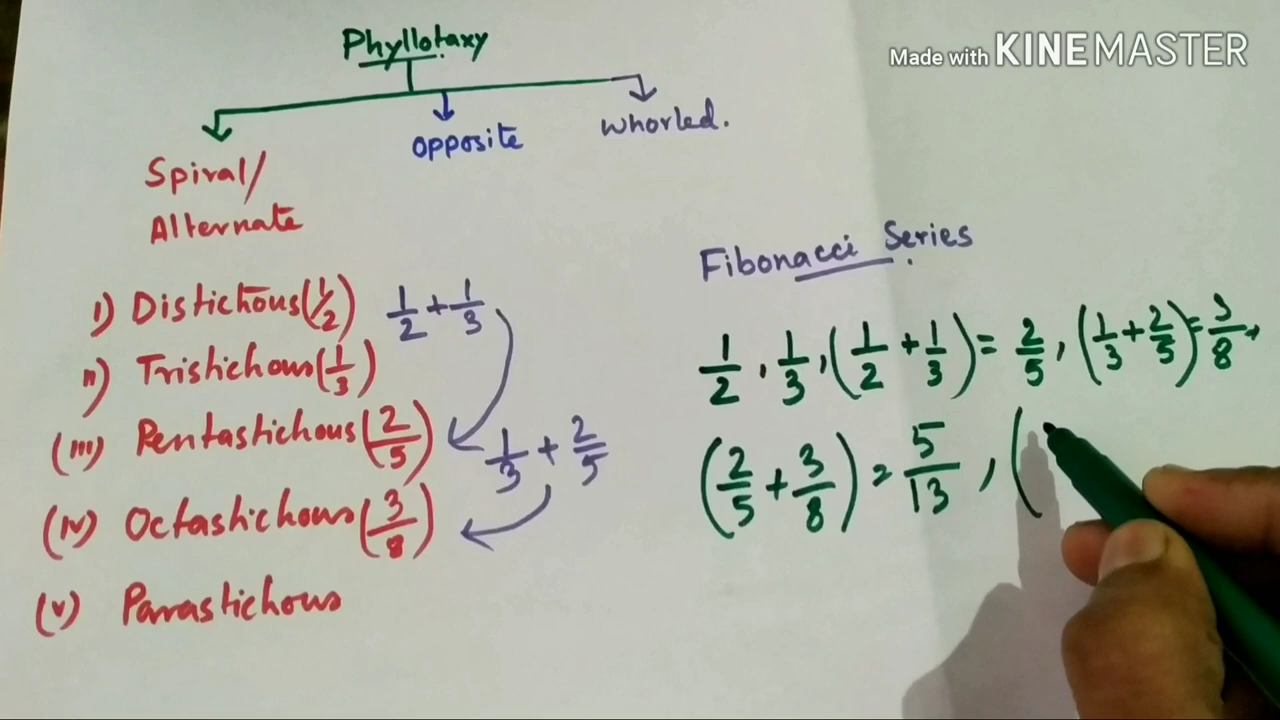 Made with KINEMASTER
Phyllotaxy
Spiral/
Alternate
opposite
Whorled.
i) Distichous(1/2)
ii) Tristichous(1/3)
(iii) Pentastichous(2/5)
(iv) Octastichous(3/8)
(v) Parastichous
1/2 + 1/3
1/3 + 2/5
Fibonacci Series
1/2, 1/3, (1/2 + 1/3) = 2/5, (1/3 + 2/5) = 3/8,
(2/5 + 3/8) = 5/13, (